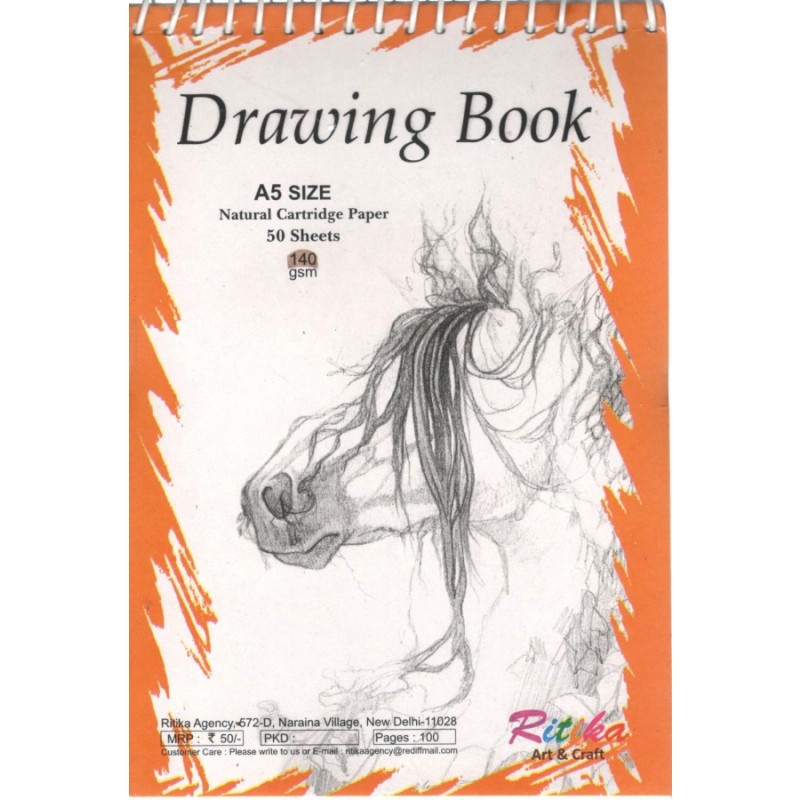 Drawing Book
A5 SIZE
Natural Cartridge Paper
50 Sheets
140
gsm
Ritika Agency, 572-D, Naraina Village, New Delhi-11028
MRP : ₹ 50/- PKD : Pages : 100
Customer Care : Please write to us or E-mail : ritikaagency@rediffmail.com
Ritika
Art & Craft